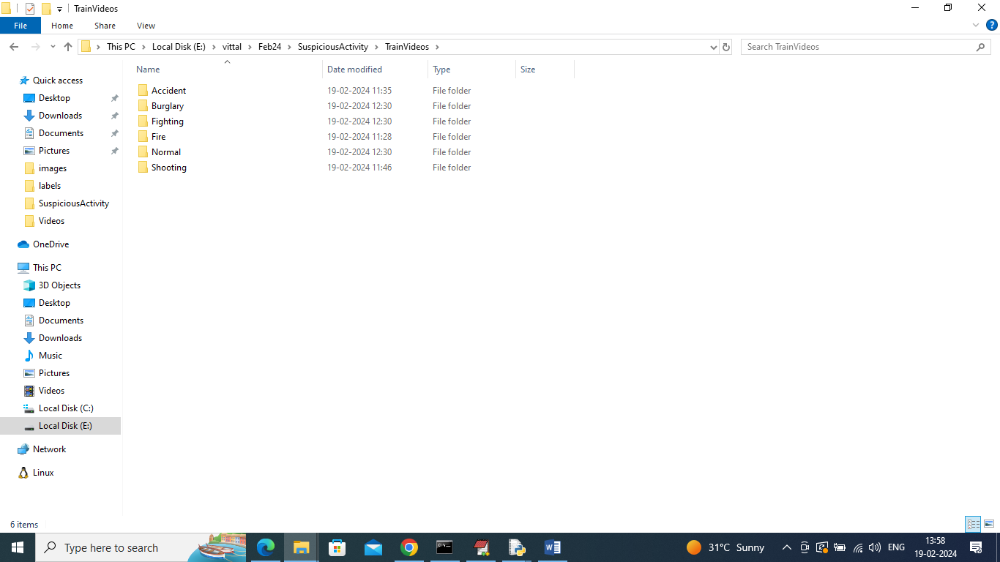 TrainVideos
File Home Share View
This PC Local Disk (E:) vittal Feb24 SuspiciousActivity TrainVideos Search TrainVideos
Name Date modified Type Size
Quick access
Desktop
Downloads
Documents
Pictures
images
labels
SuspiciousActivity
Videos
OneDrive
This PC
3D Objects
Desktop
Documents
Downloads
Music
Pictures
Videos
Local Disk (C:)
Local Disk (E:)
Network
Linux
Accident 19-02-2024 11:35 File folder
Burglary 19-02-2024 12:30 File folder
Fighting 19-02-2024 12:30 File folder
Fire 19-02-2024 11:28 File folder
Normal 19-02-2024 12:30 File folder
Shooting 19-02-2024 11:46 File folder
6 items
Type here to search
31°C Sunny
ENG
13:58
19-02-2024